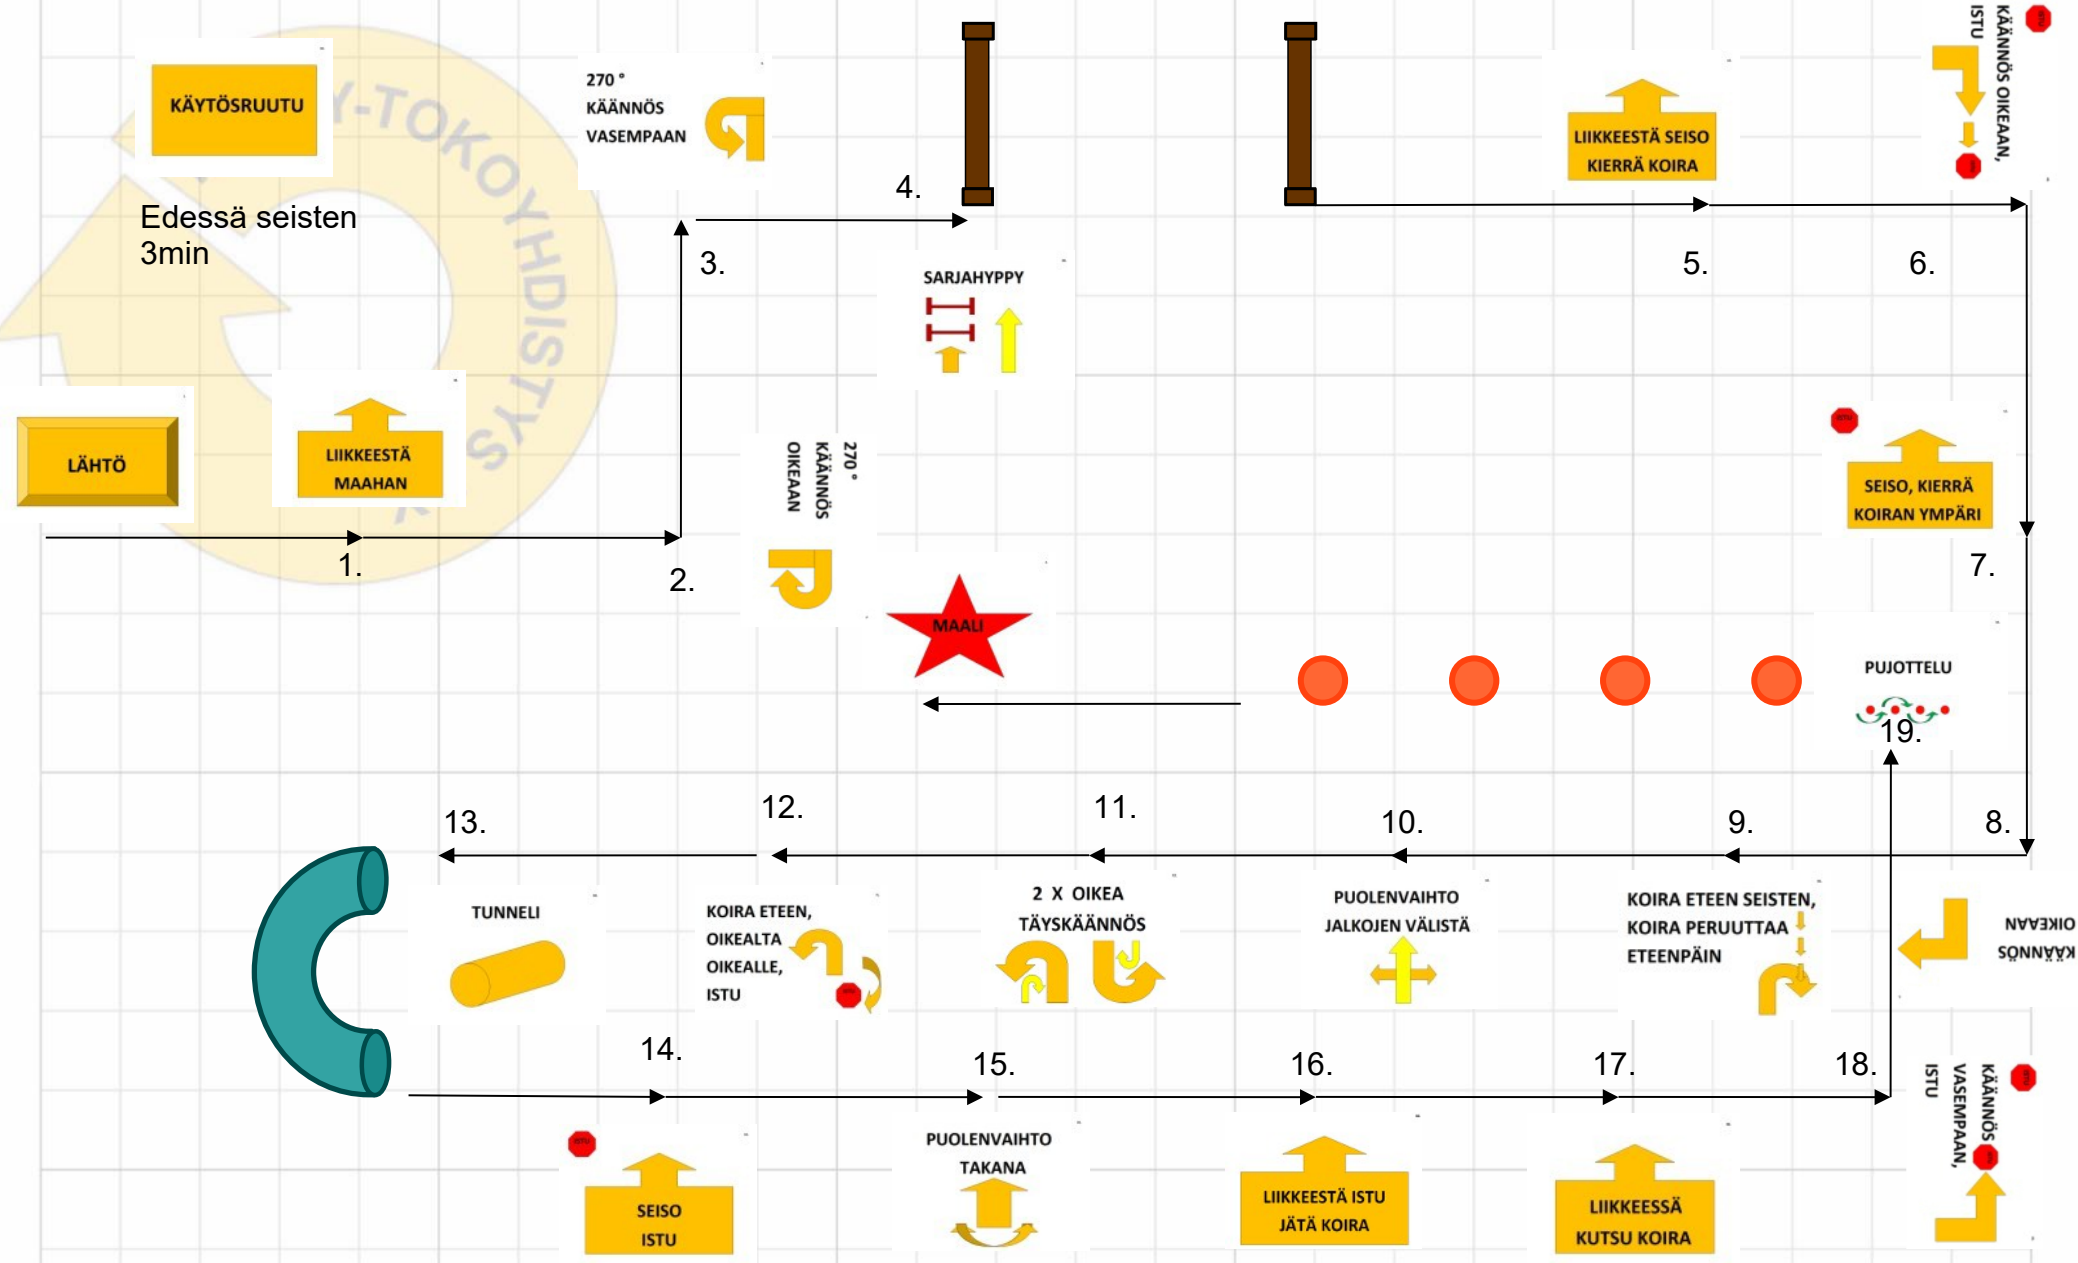 KÄYTÖSRUUTU
Edessä seisten
3min
Y-TOKOYHDISTYS
270 °
KÄÄNNÖS
VASEMPAAN
4.
3.
SARJAHYPPY
LIIKKEESTÄ SEISO
KIERRÄ KOIRA
5.
KÄÄNNÖS OIKEAAN,
ISTU
6.
LÄHTÖ
LIIKKEESTÄ
MAAHAN
1.
2.
270 °
KÄÄNNÖS
OIKEAAN
MAALI
SEISO, KIERRÄ
KOIRAN YMPÄRI
7.
PUJOTTELU
19.
8.
9.
10.
11.
12.
13.
KÄÄNNÖS
OIKEAAN
KOIRA ETEEN SEISTEN,
KOIRA PERUUTTAA
ETEENPÄIN
PUOLENVAIHTO
JALKOJEN VÄLISTÄ
2 X OIKEA
TÄYSKÄÄNNÖS
KOIRA ETEEN,
OIKEALTA
OIKEALLE,
ISTU
TUNNELI
14.
15.
16.
17.
18.
SEISO
ISTU
PUOLENVAIHTO
TAKANA
LIIKKEESTÄ ISTU
JÄTÄ KOIRA
LIIKKEESSÄ
KUTSU KOIRA
KÄÄNNÖS
VASEMPAAN,
ISTU